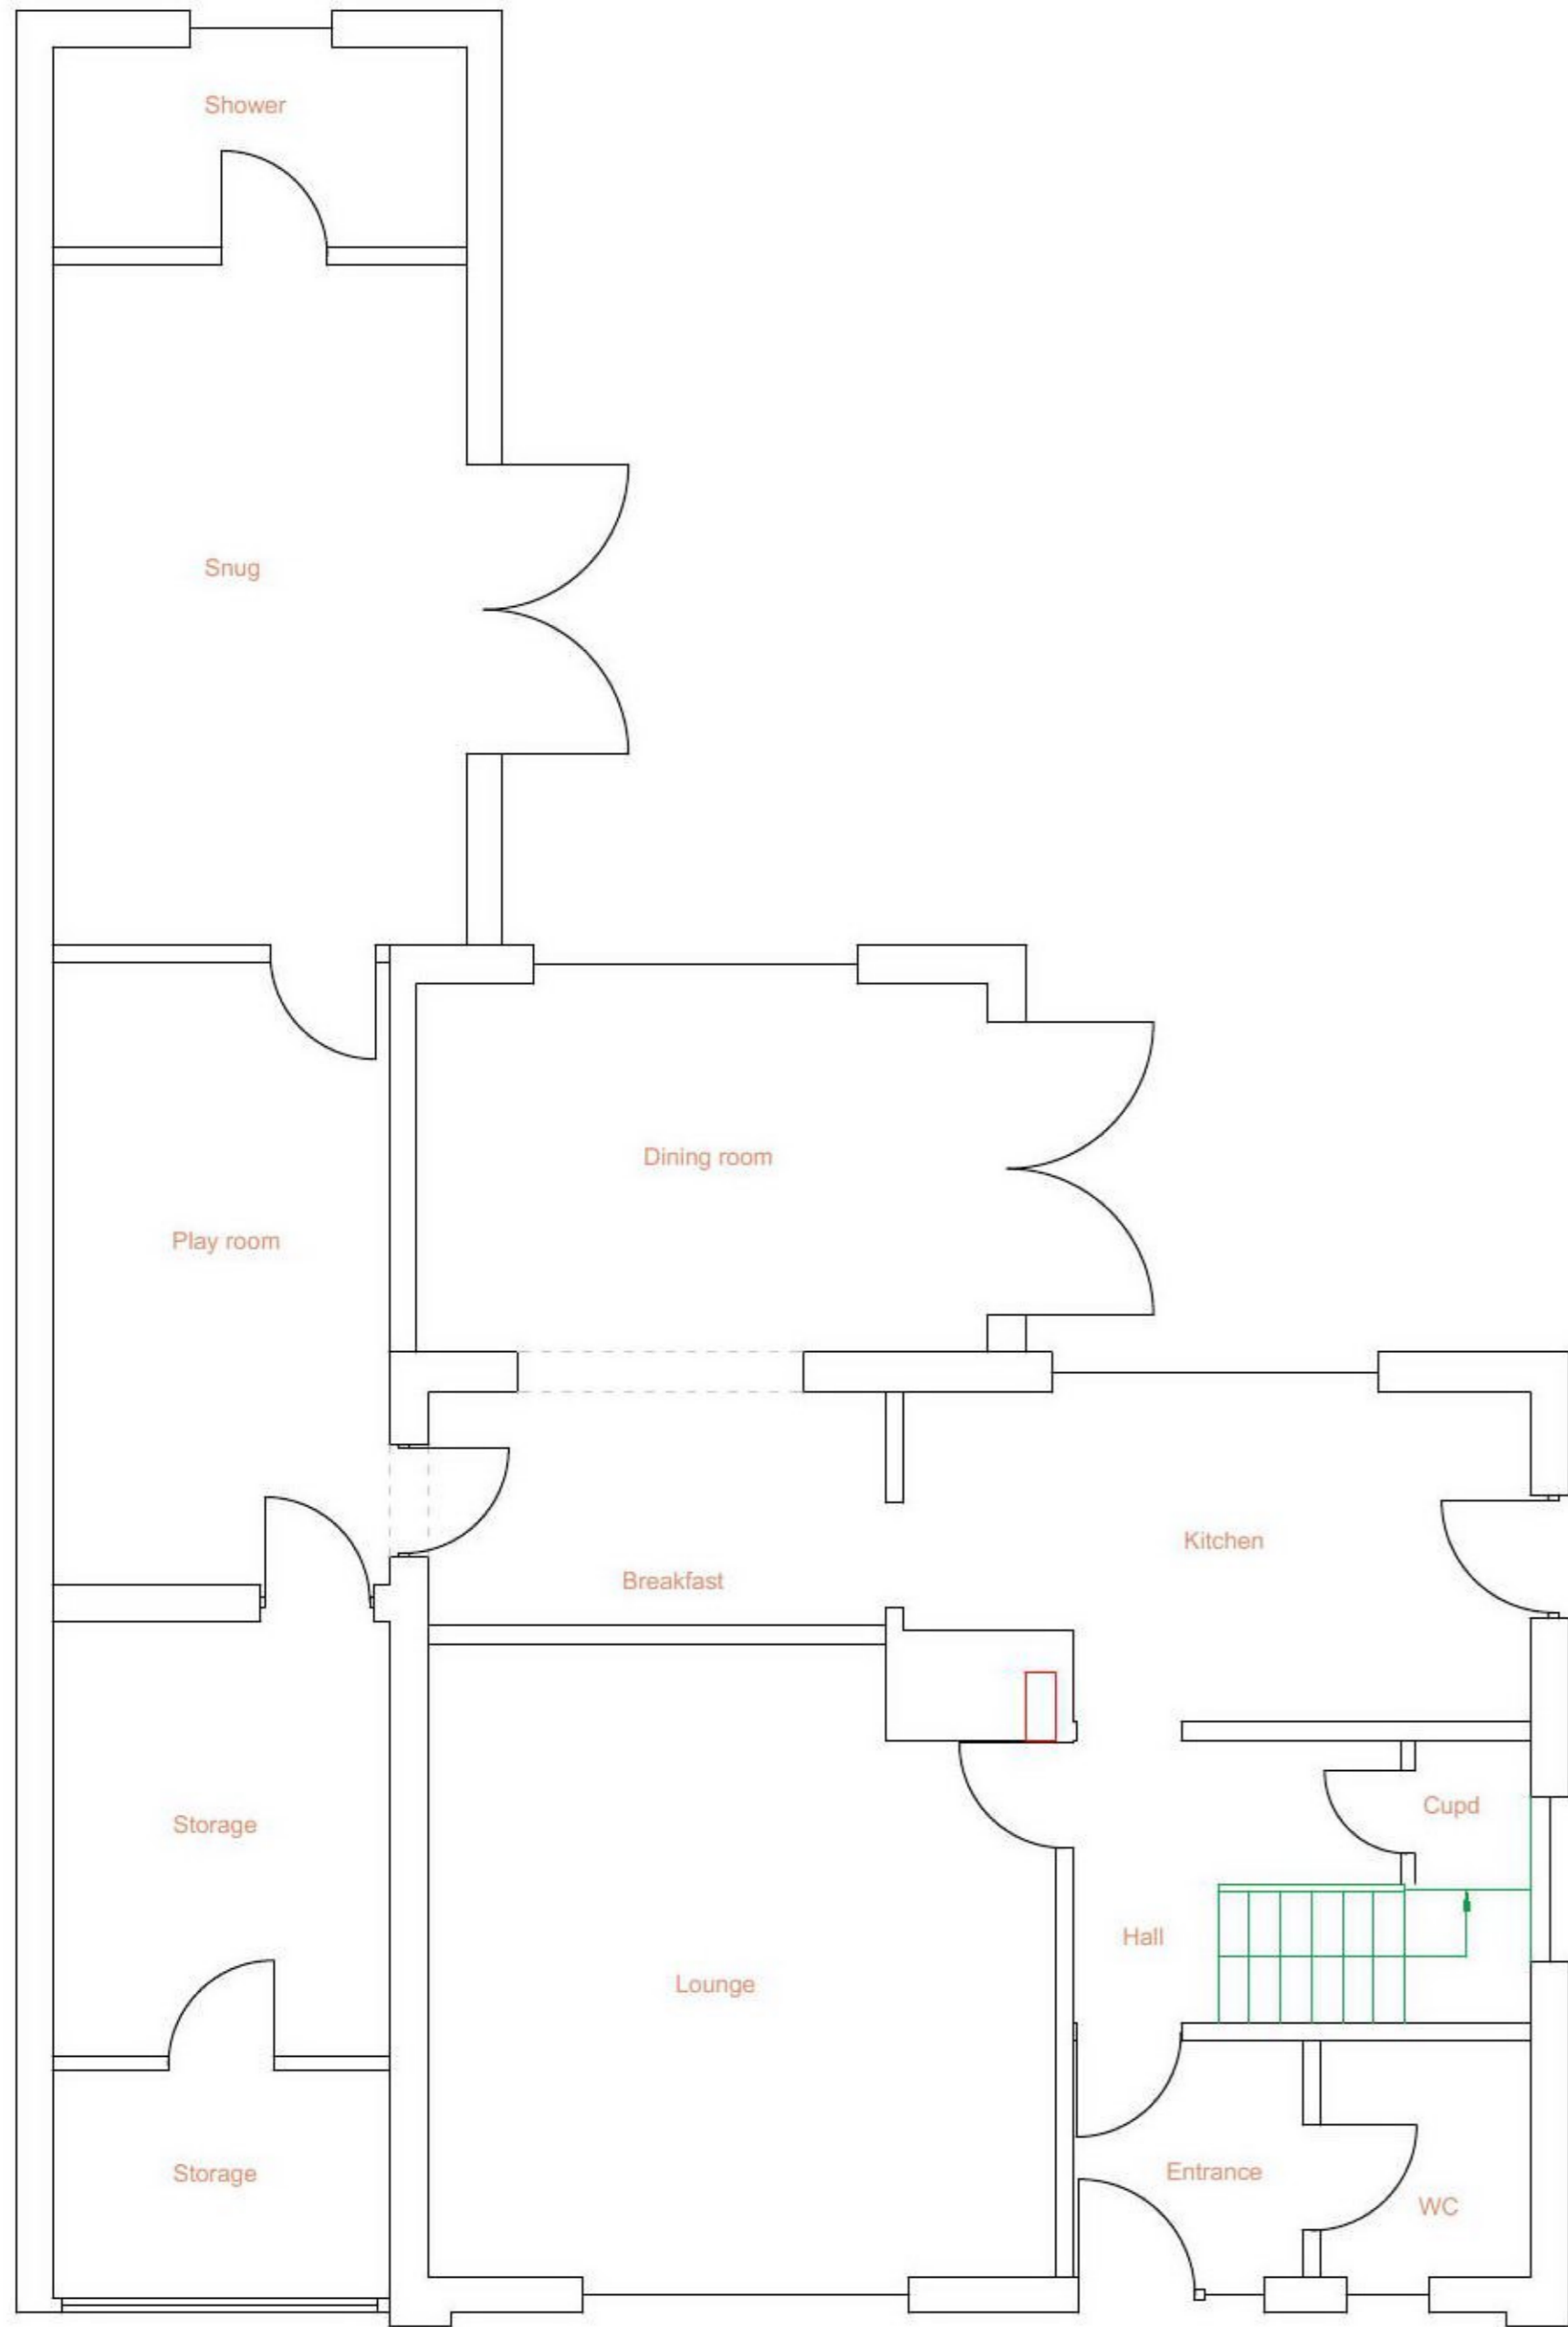 Shower
Snug
Dining room
Play room
Kitchen
Breakfast
Cupd
Storage
Hall
Lounge
Entrance
Storage
WC